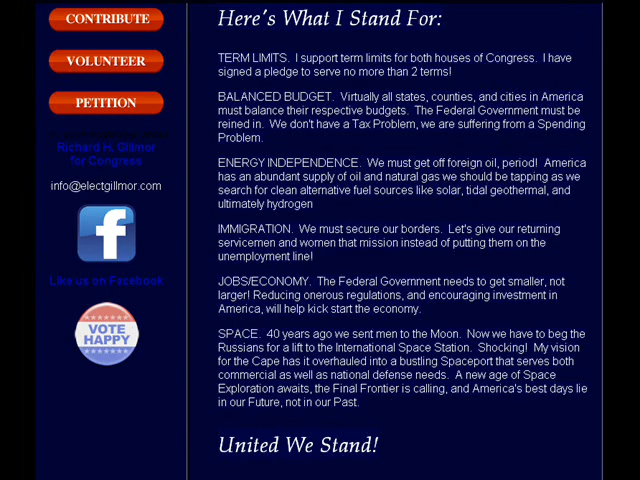 CONTRIBUTE
VOLUNTEER
PETITION
Richard H. Gillmor
for Congress
info@electgillmor.com
f
Like us on Facebook
VOTE
HAPPY
Here's What I Stand For:
TERM LIMITS. I support term limits for both houses of Congress. I have
signed a pledge to serve no more than 2 terms!
BALANCED BUDGET. Virtually all states, counties, and cities in America
must balance their respective budgets. The Federal Government must be
reined in. We don't have a Tax Problem, we are suffering from a Spending
Problem.
ENERGY INDEPENDENCE. We must get off foreign oil, period! America
has an abundant supply of oil and natural gas we should be tapping as we
search for clean alternative fuel sources like solar, tidal geothermal, and
ultimately hydrogen
IMMIGRATION. We must secure our borders. Let's give our returning
servicemen and women that mission instead of putting them on the
unemployment line!
JOBS/ECONOMY. The Federal Government needs to get smaller, not
larger! Reducing onerous regulations, and encouraging investment in
America, will help kick start the economy.
SPACE. 40 years ago we sent men to the Moon. Now we have to beg the
Russians for a lift to the International Space Station. Shocking! My vision
for the Cape has it overhauled into a bustling Spaceport that serves both
commercial as well as national defense needs. A new age of Space
Exploration awaits, the Final Frontier is calling, and America's best days lie
in our Future, not in our Past.
United We Stand!